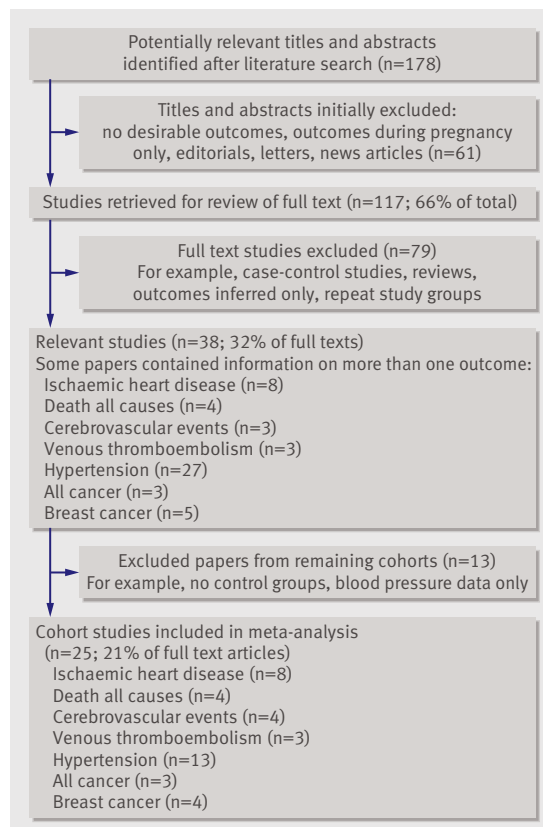 Potentially relevant titles and abstracts
identified after literature search (n=178)
Titles and abstracts initially excluded:
no desirable outcomes, outcomes during pregnancy
only, editorials, letters, news articles (n=61)
Studies retrieved for review of full text (n=117; 66% of total)
Full text studies excluded (n=79)
For example, case-control studies, reviews,
outcomes inferred only, repeat study groups
Relevant studies (n=38; 32% of full texts)
Some papers contained information on more than one outcome:
Ischaemic heart disease (n=8)
Death all causes (n=4)
Cerebrovascular events (n=3)
Venous thromboembolism (n=3)
Hypertension (n=27)
All cancer (n=3)
Breast cancer (n=5)
Excluded papers from remaining cohorts (n=13)
For example, no control groups, blood pressure data only
Cohort studies included in meta-analysis
(n=25; 21% of full text articles)
Ischaemic heart disease (n=8)
Death all causes (n=4)
Cerebrovascular events (n=4)
Venous thromboembolism (n=3)
Hypertension (n=13)
All cancer (n=3)
Breast cancer (n=4)